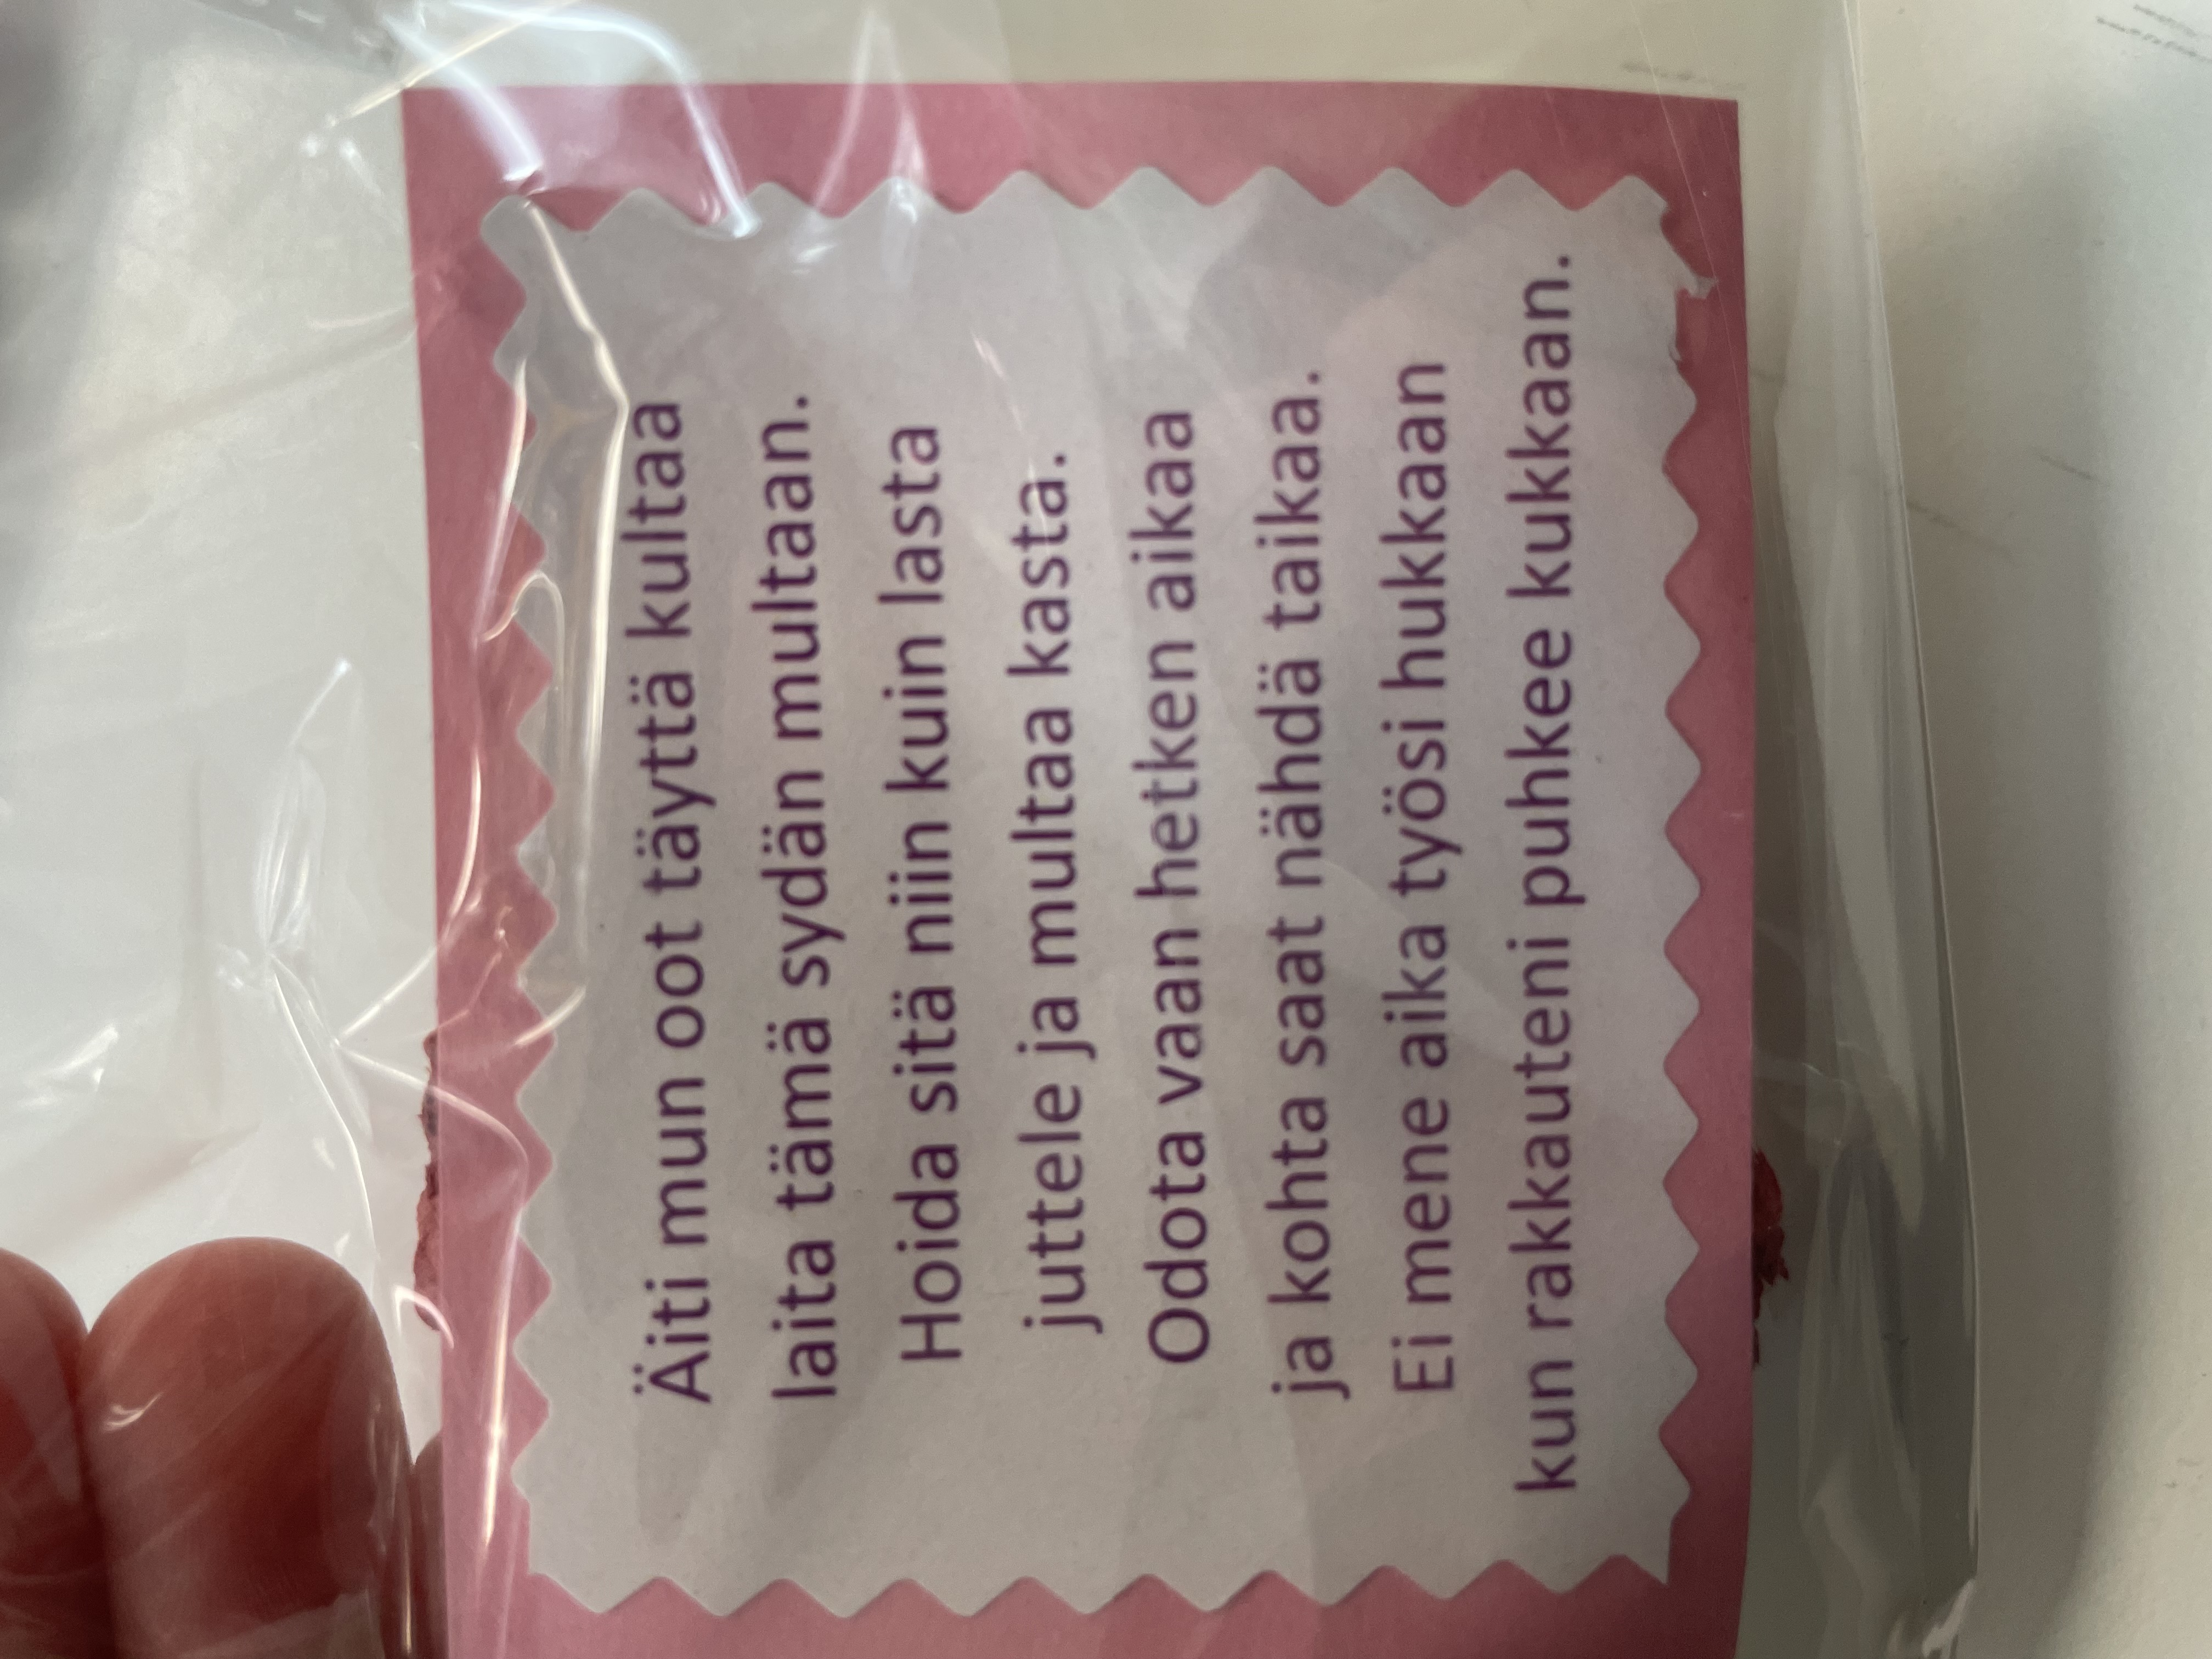 Äiti mun oot täyttä kultaa
laita tämä sydän multaan.
Hoida sitä niin kuin lasta
juttele ja multaa kasta.
Odota vaan hetken aikaa
ja kohta saat nähdä taikaa.
Ei mene aika työsi hukkaan
kun rakkauteni puhkee kukkaan.